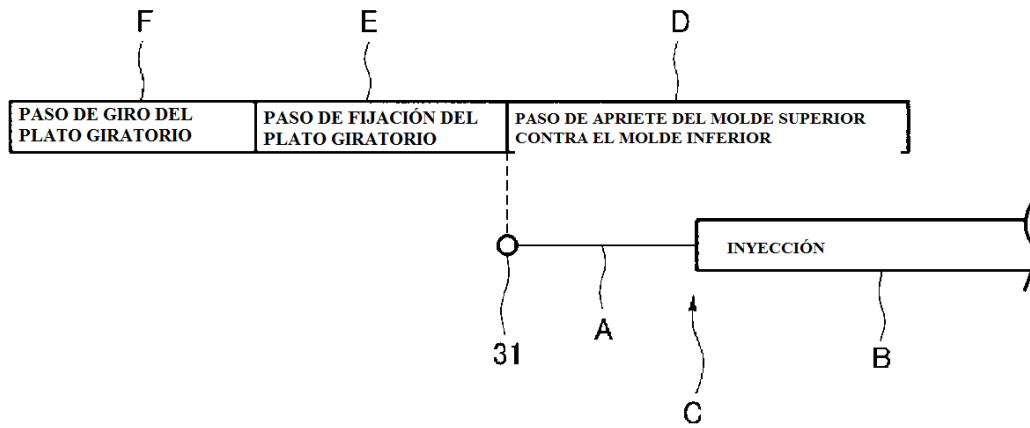 F
E
D
PASO DE GIRO DEL
PLATO GIRATORIO
PASO DE FIJACIÓN DEL
PLATO GIRATORIO
PASO DE APRIETE DEL MOLDE SUPERIOR
CONTRA EL MOLDE INFERIOR
INYECCIÓN
31
A
B
C